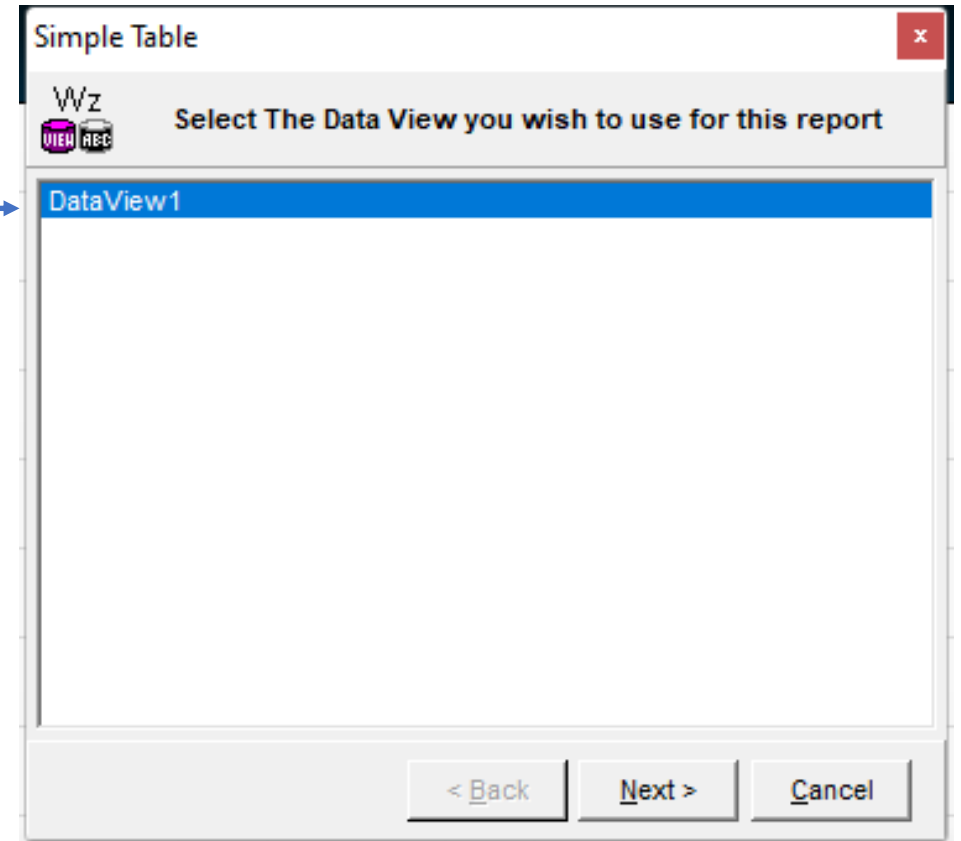 Simple Table
x
Wz
VIEW ABC
Select The Data View you wish to use for this report
DataView1
< Back Next > Cancel